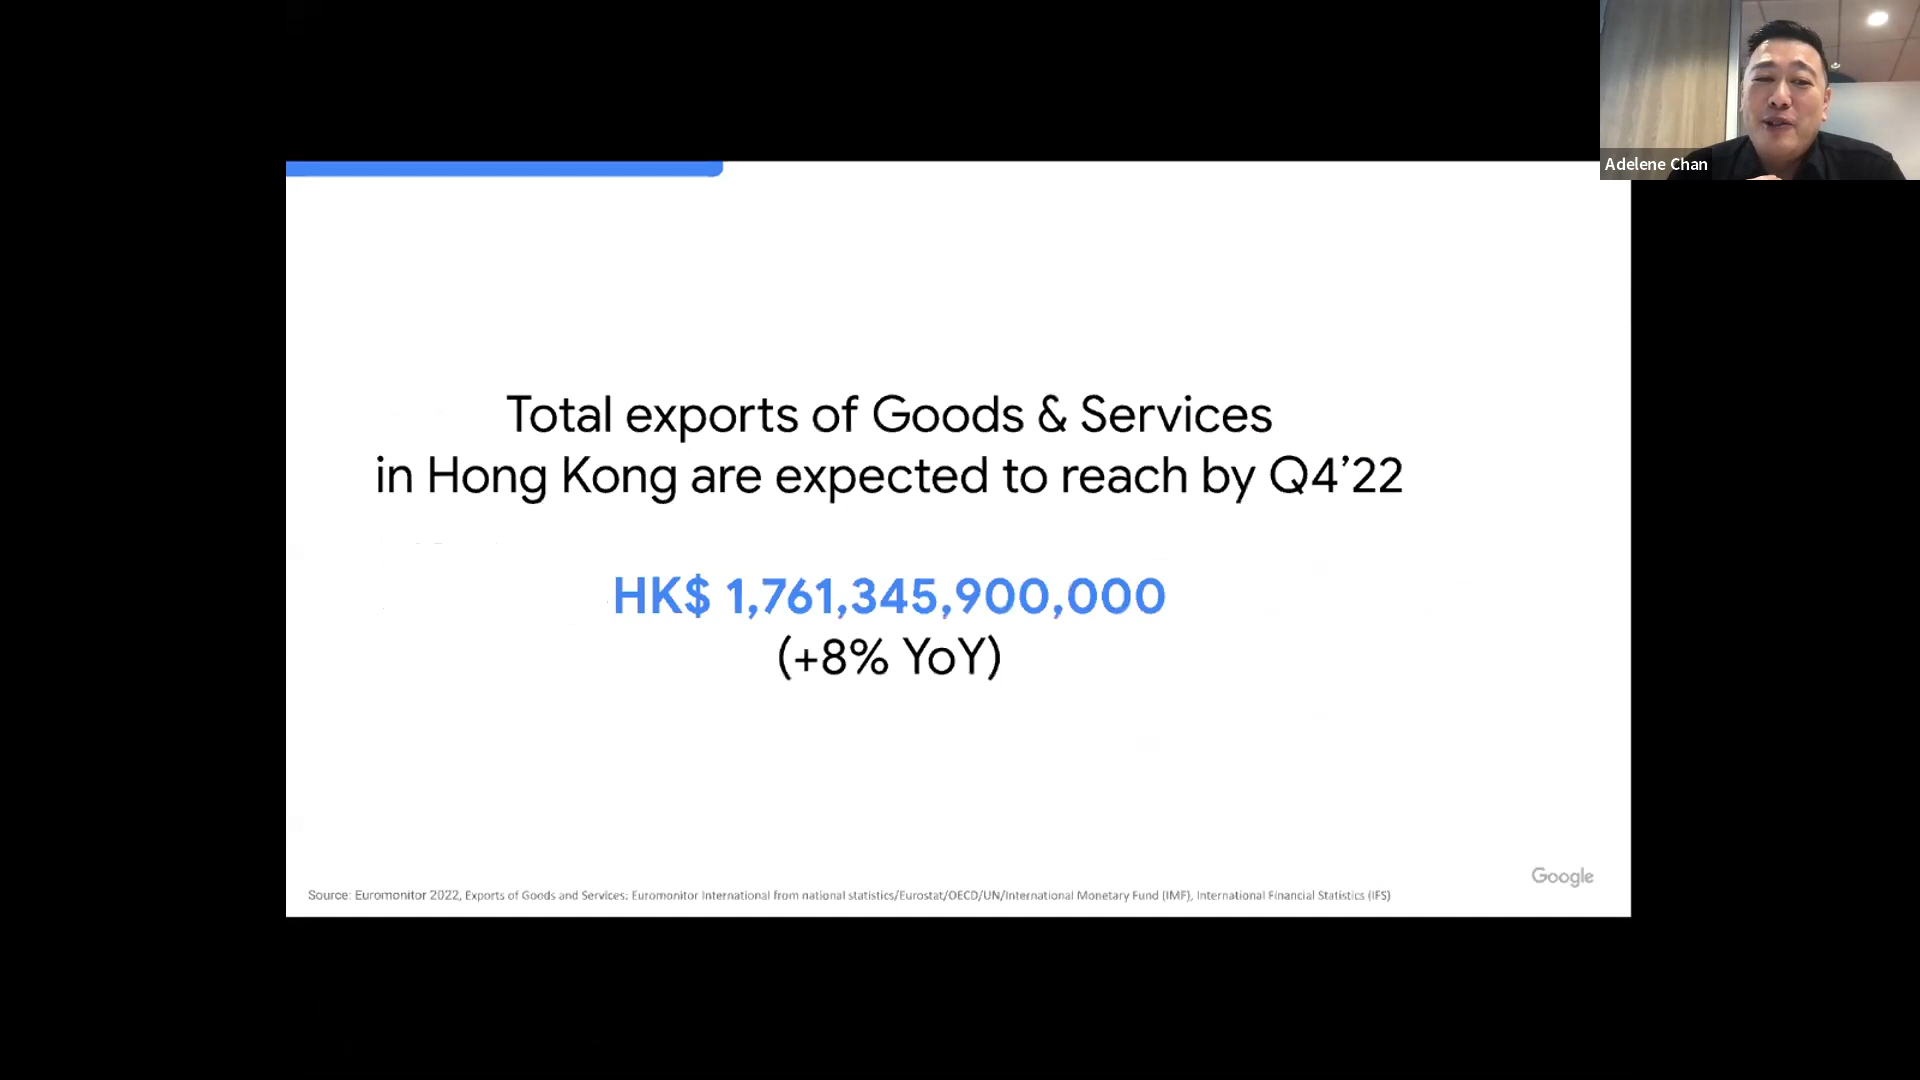 Adelene Chan
Total exports of Goods & Services
in Hong Kong are expected to reach by Q4’22
HK$ 1,761,345,900,000
(+8% YoY)
Google
Source: Euromonitor 2022, Exports of Goods and Services: Euromonitor International from national statistics/Eurostat/OECD/UN/International Monetary Fund (IMF), International Financial Statistics (IFS)